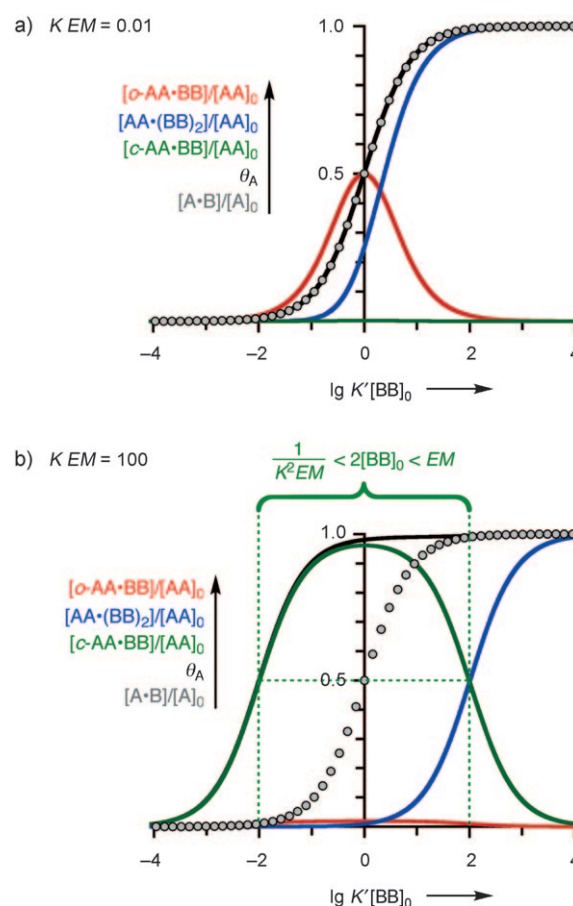 a) K EM = 0.01
[o-AA•BB]/[AA]₀
[AA•(BB)₂]/[AA]₀
[c-AA•BB]/[AA]₀
θ_A
[A•B]/[A]₀
1.0
0.5
−4 −2 0 2 4
lg K′[BB]₀
b) K EM = 100
1/(K²EM) < 2[BB]₀ < EM
[o-AA•BB]/[AA]₀
[AA•(BB)₂]/[AA]₀
[c-AA•BB]/[AA]₀
θ_A
[A•B]/[A]₀
1.0
0.5
−4 −2 0 2 4
lg K′[BB]₀